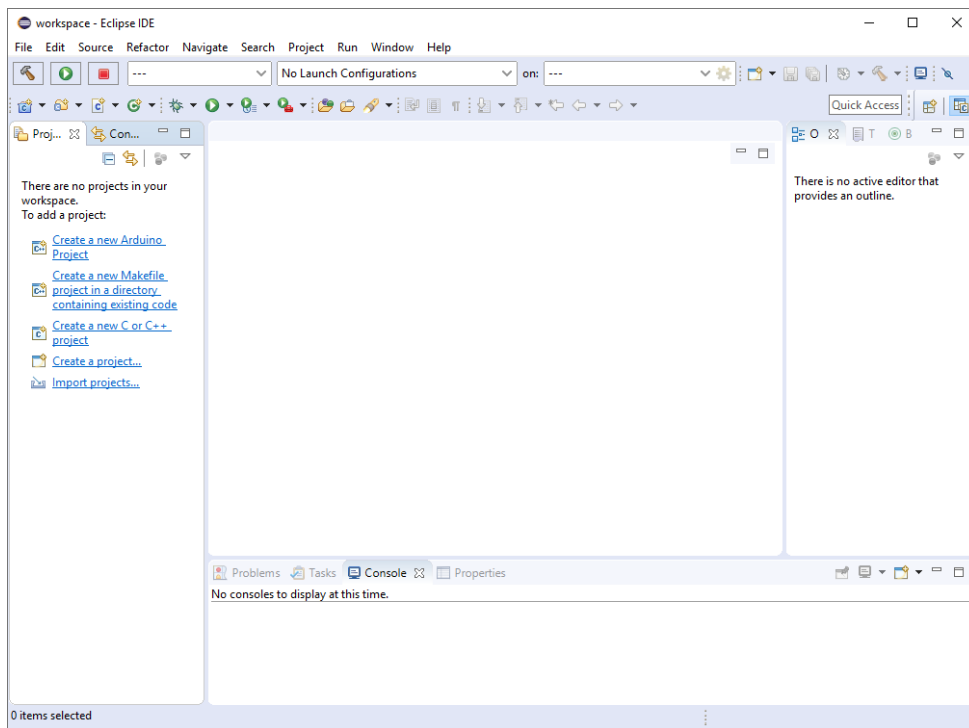 workspace - Eclipse IDE
File Edit Source Refactor Navigate Search Project Run Window Help
--- No Launch Configurations on: ---
Quick Access
Proj... Con... O T B
There are no projects in your
workspace.
To add a project:
Create a new Arduino
Project
Create a new Makefile
project in a directory
containing existing code
Create a new C or C++
project
Create a project...
Import projects...
There is no active editor that
provides an outline.
Problems Tasks Console Properties
No consoles to display at this time.
0 items selected